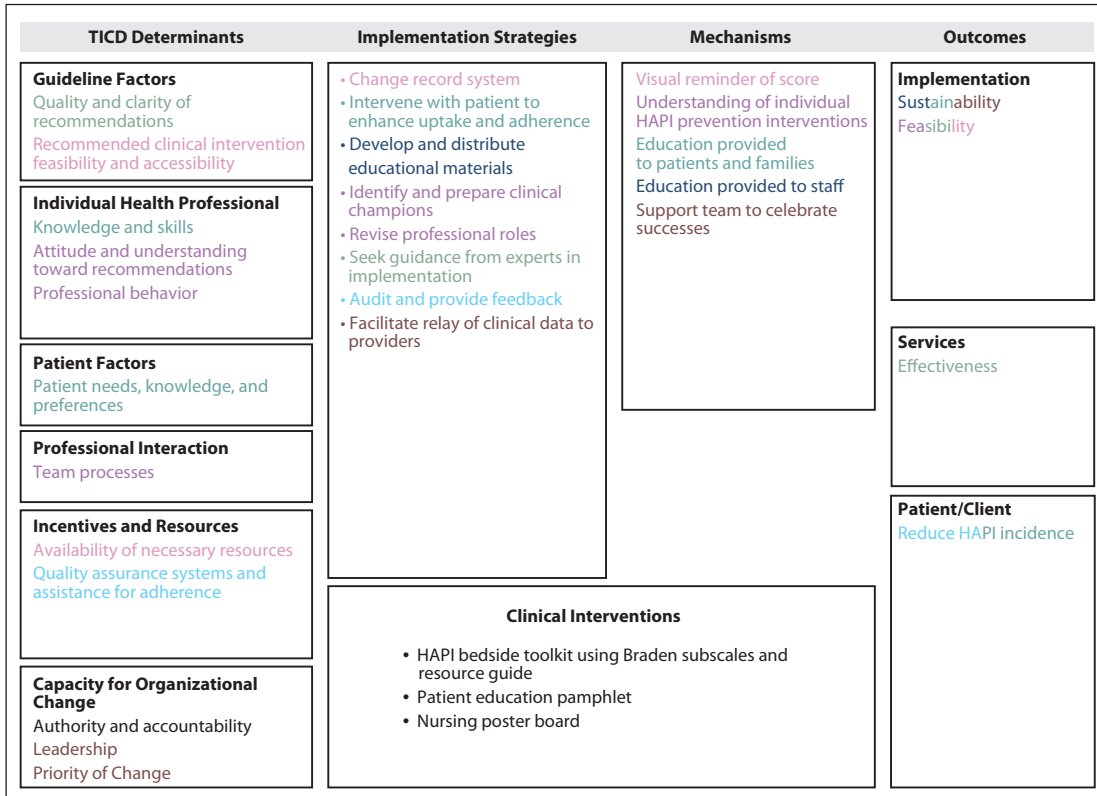 TICD Determinants
Implementation Strategies
Mechanisms
Outcomes
Guideline Factors
Quality and clarity of
recommendations
Recommended clinical intervention
feasibility and accessibility
Individual Health Professional
Knowledge and skills
Attitude and understanding
toward recommendations
Professional behavior
Patient Factors
Patient needs, knowledge, and
preferences
Professional Interaction
Team processes
Incentives and Resources
Availability of necessary resources
Quality assurance systems and
assistance for adherence
Capacity for Organizational
Change
Authority and accountability
Leadership
Priority of Change
• Change record system
• Intervene with patient to
enhance uptake and adherence
• Develop and distribute
educational materials
• Identify and prepare clinical
champions
• Revise professional roles
• Seek guidance from experts in
implementation
• Audit and provide feedback
• Facilitate relay of clinical data to
providers
Visual reminder of score
Understanding of individual
HAPI prevention interventions
Education provided
to patients and families
Education provided to staff
Support team to celebrate
successes
Clinical Interventions
• HAPI bedside toolkit using Braden subscales and
resource guide
• Patient education pamphlet
• Nursing poster board
Implementation
Sustainability
Feasibility
Services
Effectiveness
Patient/Client
Reduce HAPI incidence